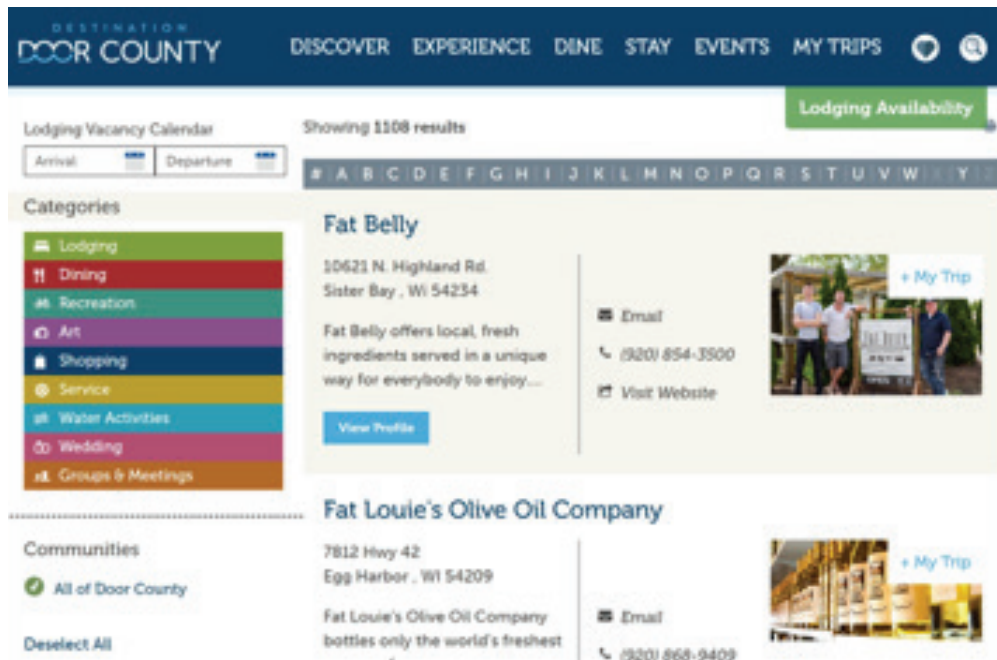 DESTINATION
DOOR COUNTY
DISCOVER EXPERIENCE DINE STAY EVENTS MY TRIPS
Lodging Availability
Lodging Vacancy Calendar
Arrival Departure
Categories
Lodging
Dining
Recreation
Art
Shopping
Service
Water Activities
Wedding
Groups & Meetings
Communities
All of Door County
Deselect All
Showing 1108 results
# A B C D E F G H I J K L M N O P Q R S T U V W X Y Z
Fat Belly
10621 N. Highland Rd.
Sister Bay , WI 54234
Fat Belly offers local, fresh
ingredients served in a unique
way for everybody to enjoy....
View Profile
Email
(920) 854-3500
Visit Website
+ My Trip
FAT BELLY
Fat Louie's Olive Oil Company
7812 Hwy 42
Egg Harbor , WI 54209
Fat Louie's Olive Oil Company
bottles only the world's freshest
Email
(920) 868-9409
+ My Trip